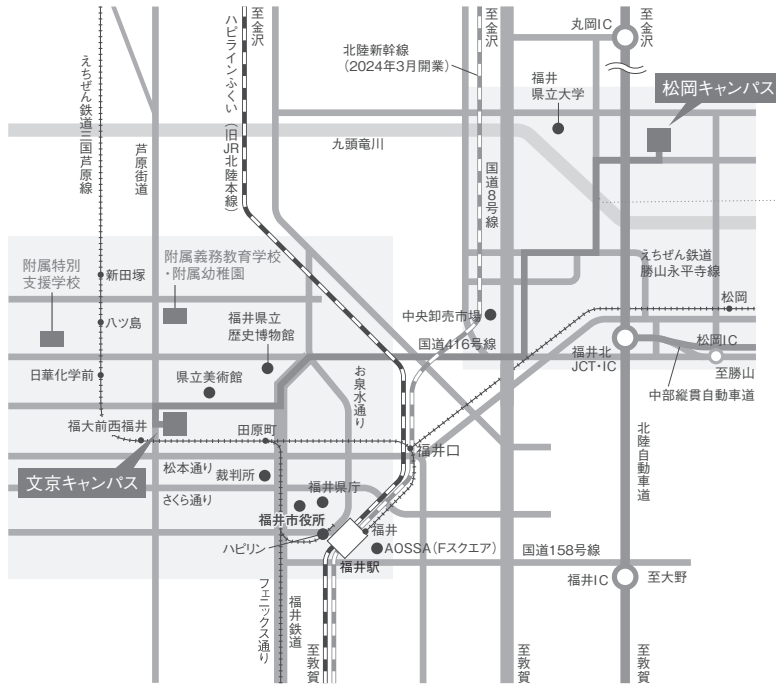 至金沢
ハピラインふくい(旧JR北陸本線)
えちぜん鉄道三国芦原線
芦原街道
北陸新幹線
(2024年3月開業)
至金沢
丸岡IC
至金沢
福井
県立大学
松岡キャンパス
九頭竜川
国道8号線
附属特別
支援学校
新田塚
附属義務教育学校
・附属幼稚園
えちぜん鉄道
勝山永平寺線
松岡
八ツ島
福井県立
歴史博物館
中央卸売市場
国道416号線
福井北
JCT・IC
松岡IC
至勝山
中部縦貫自動車道
日華化学前
県立美術館
お泉水通り
福大前西福井
田原町
福井口
北陸自動車道
文京キャンパス
松本通り
裁判所
さくら通り
福井県庁
福井市役所
福井
ハピリン
AOSSA(Fスクエア)
国道158号線
福井駅
福井IC
至大野
フェニックス通り
福井鉄道
至敦賀
至敦賀
至敦賀